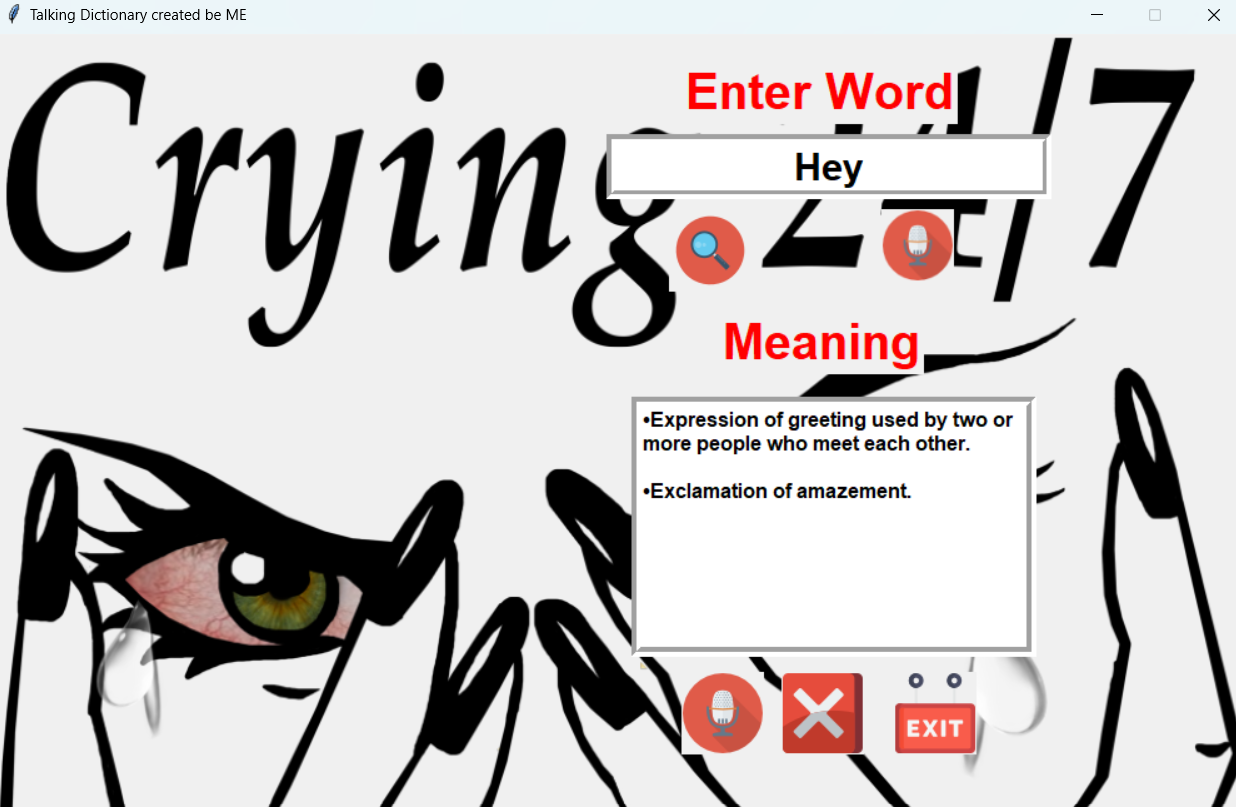 Talking Dictionary created be ME
Crying 24/7
Enter Word
Hey
Meaning
•Expression of greeting used by two or
more people who meet each other.
•Exclamation of amazement.
EXIT